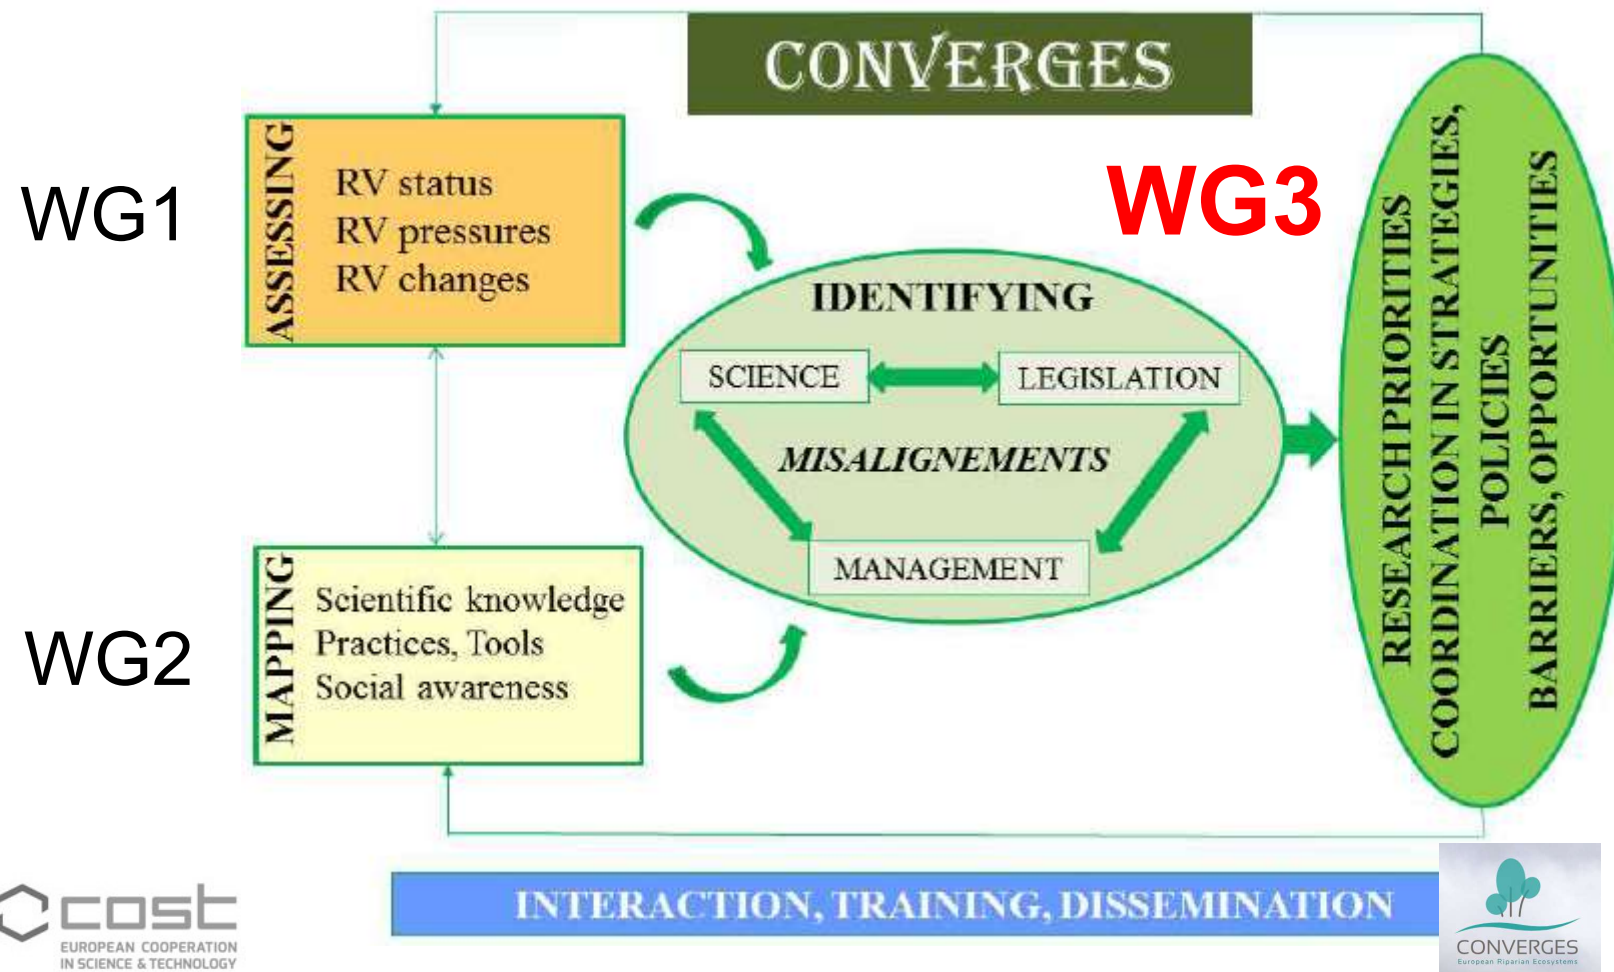 CONVERGES
WG1
ASSESSING
RV status
RV pressures
RV changes
WG3
IDENTIFYING
SCIENCE
LEGISLATION
MISALIGNEMENTS
MANAGEMENT
RESEARCH PRIORITIES
COORDINATION IN STRATEGIES,
POLICIES
BARRIERS, OPPORTUNITIES
WG2
MAPPING
Scientific knowledge
Practices, Tools
Social awareness
INTERACTION, TRAINING, DISSEMINATION
cost
EUROPEAN COOPERATION
IN SCIENCE & TECHNOLOGY
CONVERGES
European Riparian Ecosystems